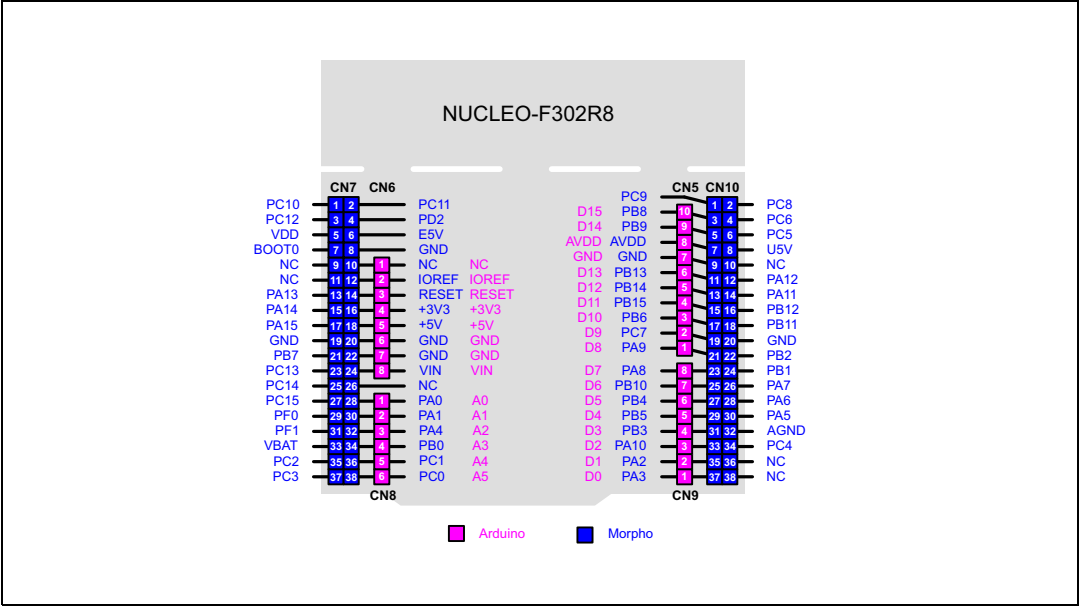 NUCLEO-F302R8
CN7 CN6 CN5 CN10
PC9
PC10 1 2 PC11 1 2 PC8
PC12 3 4 PD2 D15 PB8 10 3 4 PC6
VDD 5 6 E5V D14 PB9 9 5 6 PC5
BOOT0 7 8 GND AVDD AVDD 8 7 8 U5V
NC 9 10 1 NC NC GND GND 7 9 10 NC
NC 11 12 2 IOREF IOREF D13 PB13 6 11 12 PA12
PA13 13 14 3 RESET RESET D12 PB14 5 13 14 PA11
PA14 15 16 4 +3V3 +3V3 D11 PB15 4 15 16 PB12
PA15 17 18 5 +5V +5V D10 PB6 3 17 18 PB11
GND 19 20 6 GND GND D9 PC7 2 19 20 GND
PB7 21 22 7 GND GND D8 PA9 1 21 22 PB2
PC13 23 24 8 VIN VIN D7 PA8 8 23 24 PB1
PC14 25 26 NC D6 PB10 7 25 26 PA7
PC15 27 28 1 PA0 A0 D5 PB4 6 27 28 PA6
PF0 29 30 2 PA1 A1 D4 PB5 5 29 30 PA5
PF1 31 32 3 PA4 A2 D3 PB3 4 31 32 AGND
VBAT 33 34 4 PB0 A3 D2 PA10 3 33 34 PC4
PC2 35 36 5 PC1 A4 D1 PA2 2 35 36 NC
PC3 37 38 6 PC0 A5 D0 PA3 1 37 38 NC
CN8 CN9
Arduino Morpho